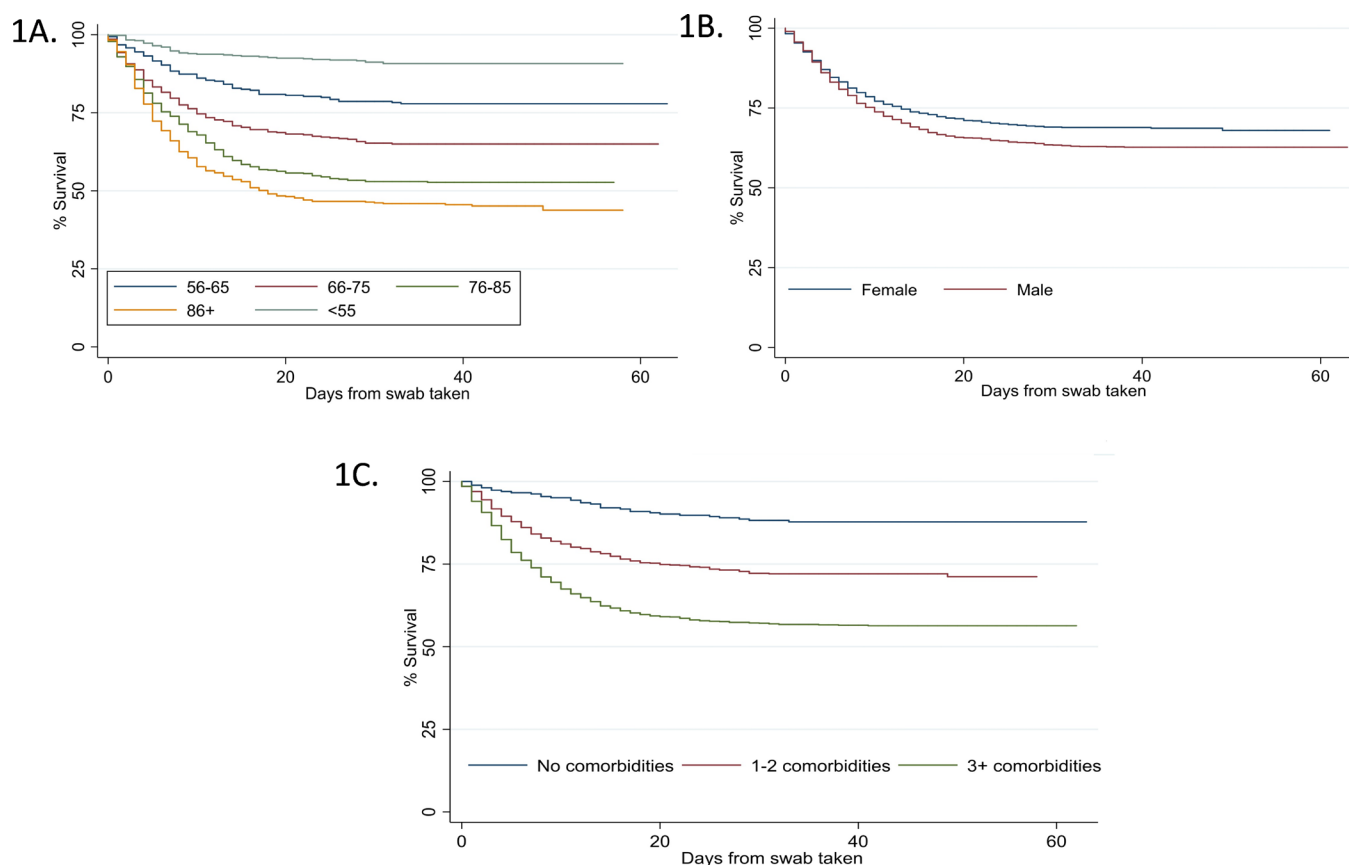 1A.
% Survival
100
75
50
25
0
0 20 40 60
Days from swab taken
56-65 66-75 76-85
86+ <55
1B.
% Survival
100
75
50
25
0
0 20 40 60
Days from swab taken
Female Male
1C.
% Survival
100
75
50
25
0
0 20 40 60
Days from swab taken
No comorbidities 1-2 comorbidities 3+ comorbidities